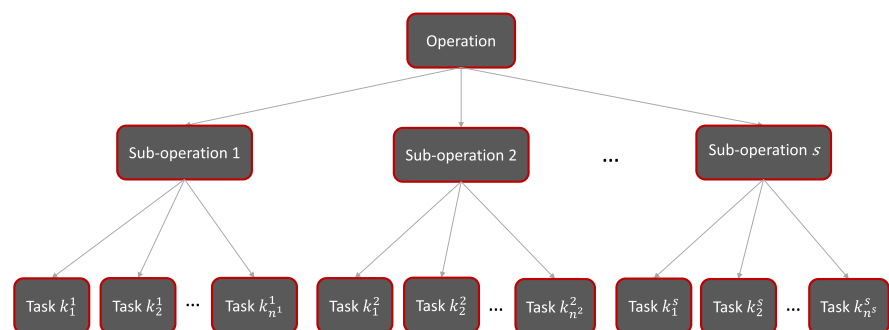 Operation
Sub-operation 1
Sub-operation 2
...
Sub-operation $s$
Task $k_1^1$
Task $k_2^1$
...
Task $k_{n^1}^1$
Task $k_1^2$
Task $k_2^2$
...
Task $k_{n^2}^2$
Task $k_1^s$
Task $k_2^s$
...
Task $k_{n^s}^s$